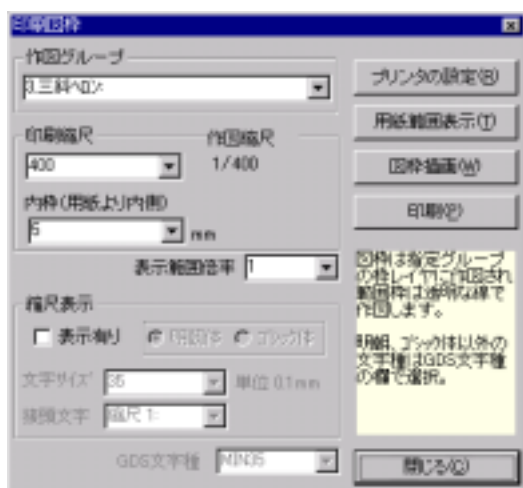 印刷図枠
作図グループ
印刷縮尺
作図縮尺
400
1/400
内枠(用紙より内側)
mm
表示範囲倍率 1
縮尺表示
表示有り 明朝体 ゴシック体
文字サイズ 35 単位 0.1mm
接頭文字 縮尺 1:
GDS文字種
プリンタの設定(B)
用紙範囲表示(T)
図枠描画(W)
印刷(P)
図枠は指定グループ
の枠レイヤに作図され
範囲枠は透明な線で
作図します。
明朝、ゴシック体以外の
文字種はGDS文字種
の欄で選択。
閉じる(C)